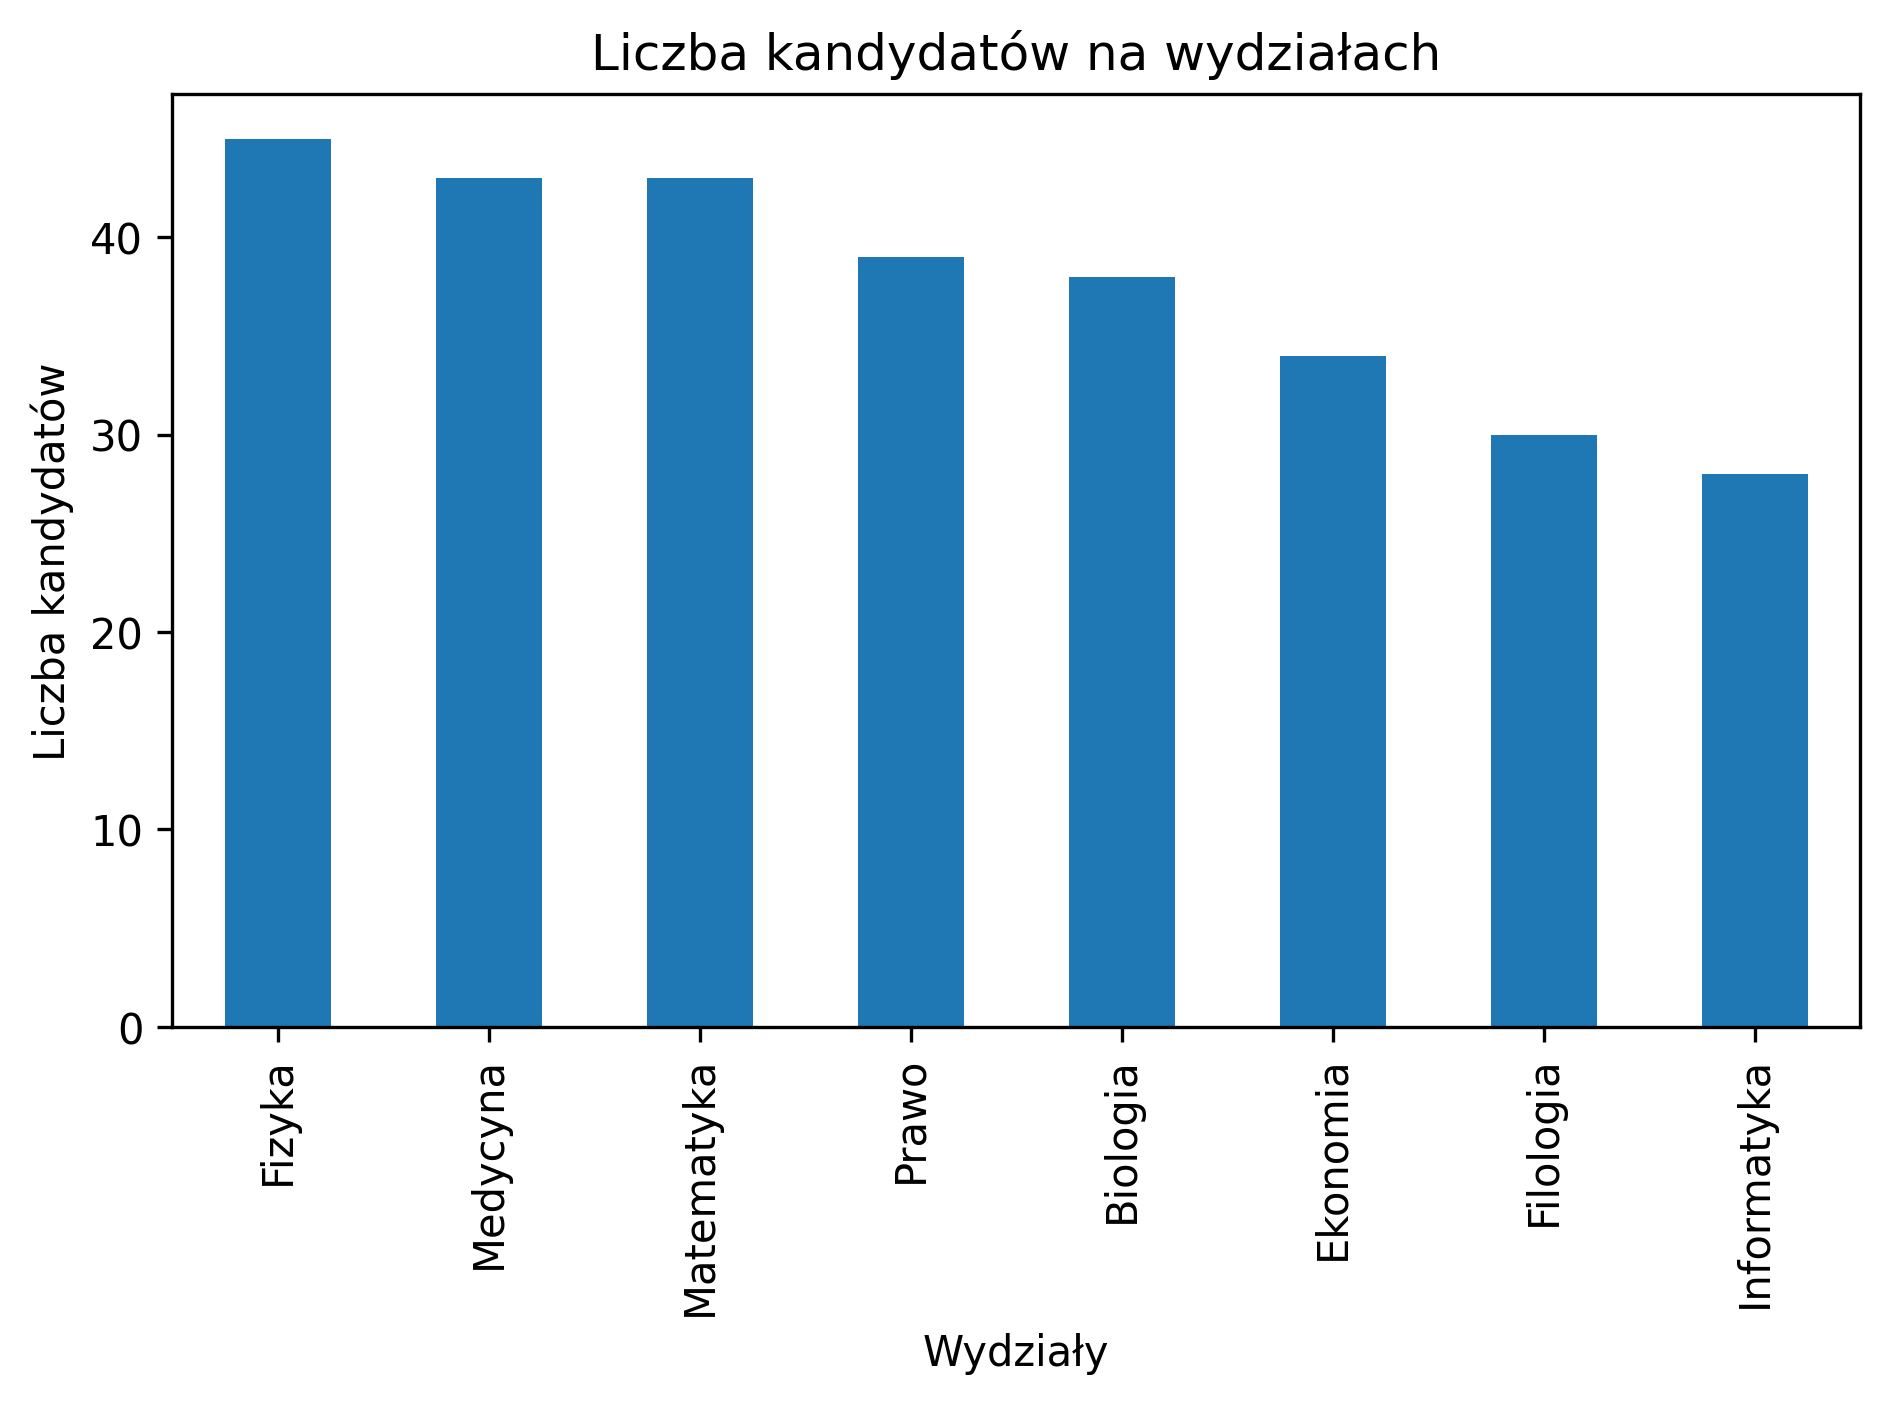 Liczba kandydatów na wydziałach
Liczba kandydatów
40
30
20
10
0
Fizyka
Medycyna
Matematyka
Prawo
Biologia
Ekonomia
Filologia
Informatyka
Wydziały